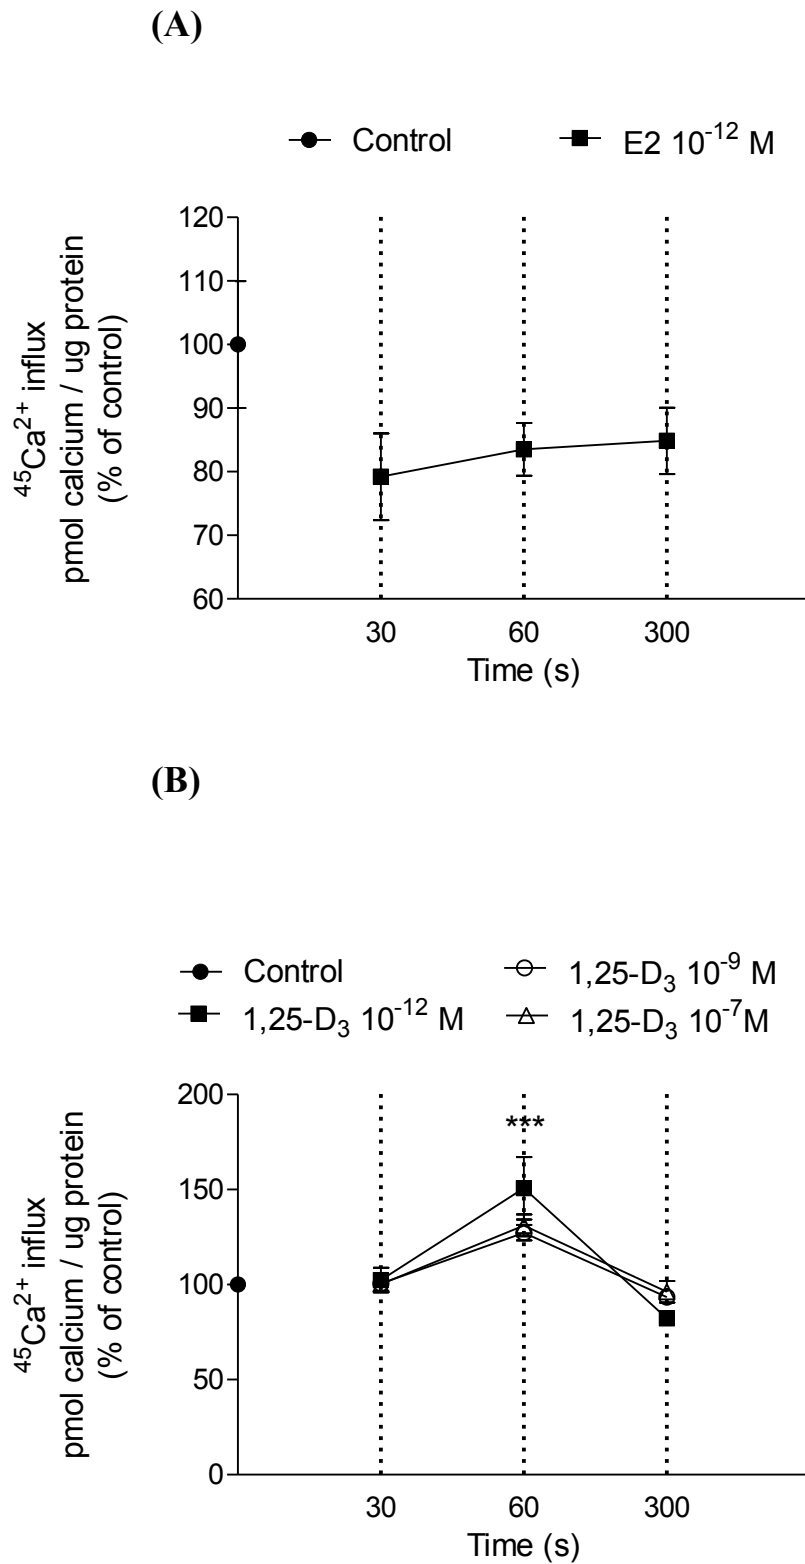 (A)
Control E2 10⁻¹² M
120
110
100
90
80
70
60
⁴⁵Ca²⁺ influx
pmol calcium / ug protein
(% of control)
30 60 300
Time (s)
(B)
Control 1,25-D₃ 10⁻⁹ M
1,25-D₃ 10⁻¹² M 1,25-D₃ 10⁻⁷M
200
150
100
50
0
⁴⁵Ca²⁺ influx
pmol calcium / ug protein
(% of control)
***
30 60 300
Time (s)